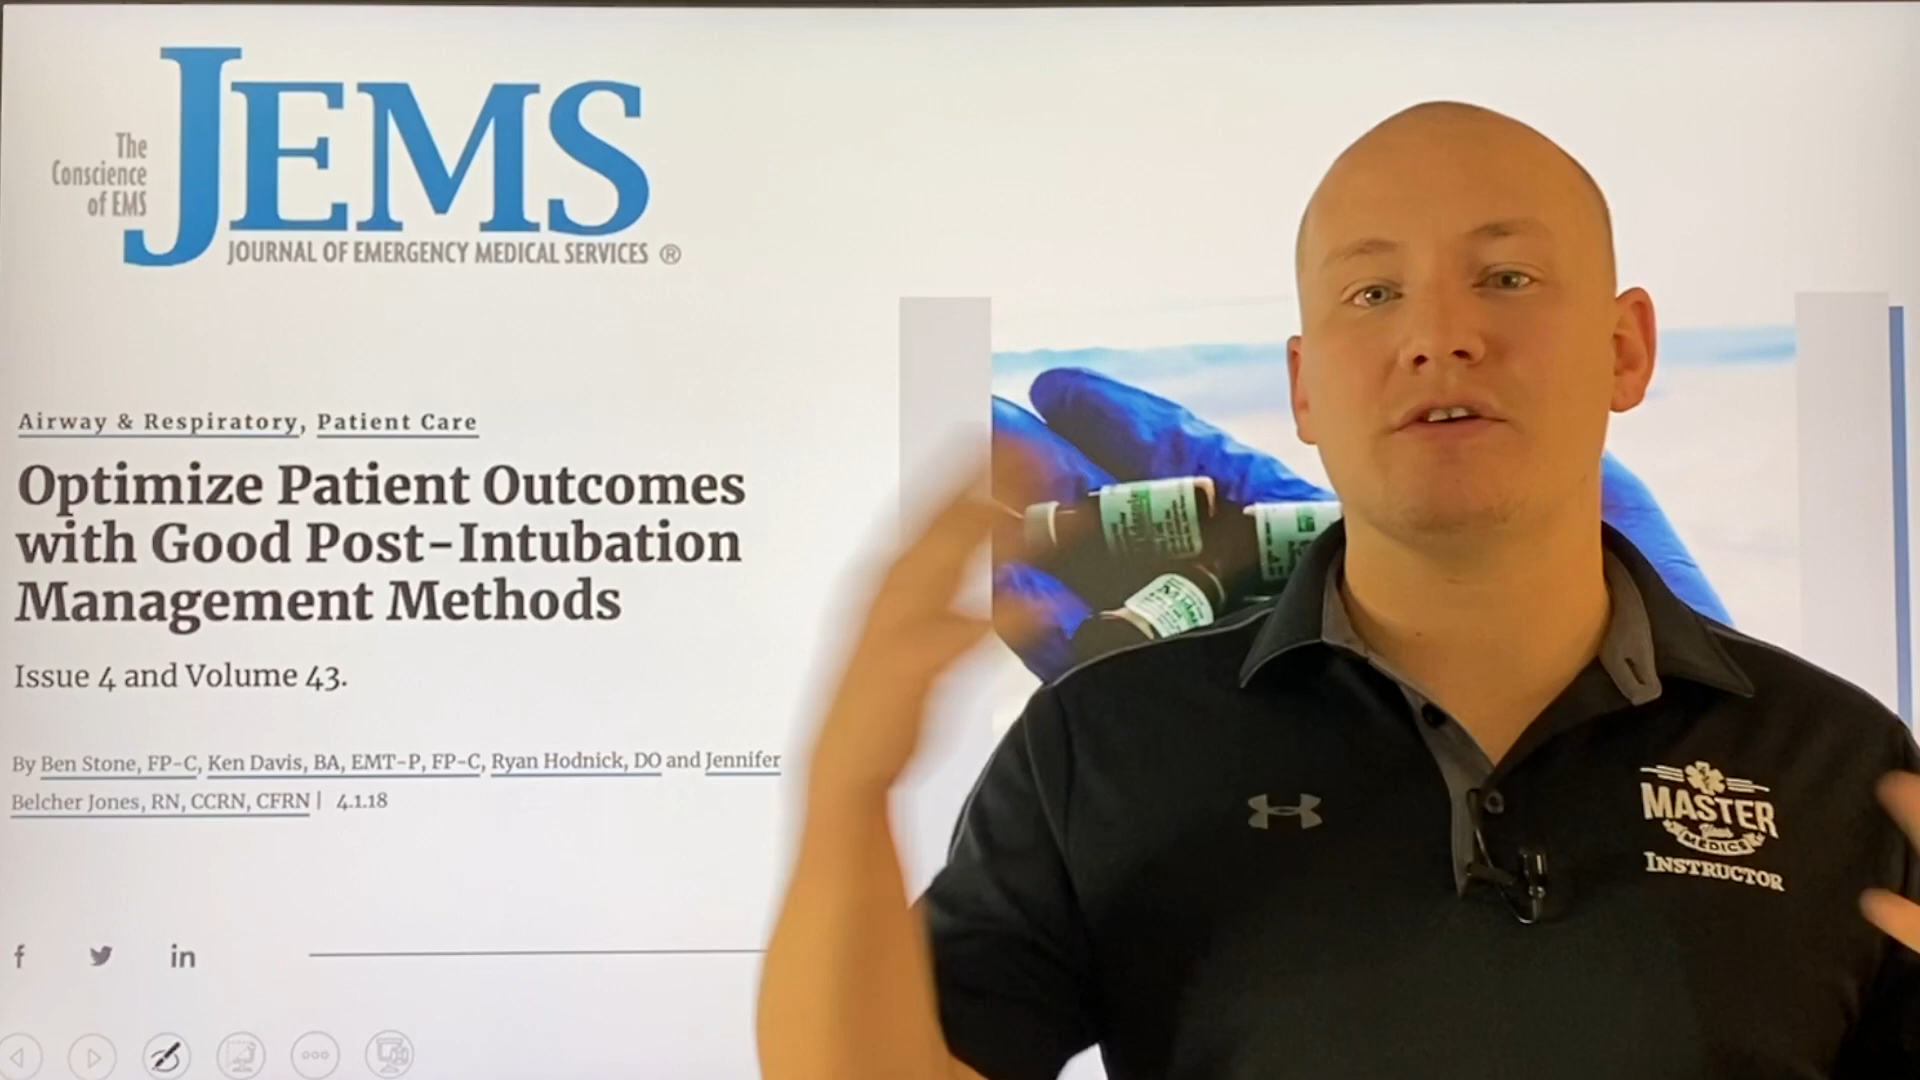 The
Conscience
of EMS
JEMS
JOURNAL OF EMERGENCY MEDICAL SERVICES ®
Airway & Respiratory, Patient Care
Optimize Patient Outcomes
with Good Post-Intubation
Management Methods
Issue 4 and Volume 43.
By Ben Stone, FP-C, Ken Davis, BA, EMT-P, FP-C, Ryan Hodnick, DO and Jennifer
Belcher Jones, RN, CCRN, CFRN | 4.1.18
f in
MASTER
Your
MEDICS
INSTRUCTOR